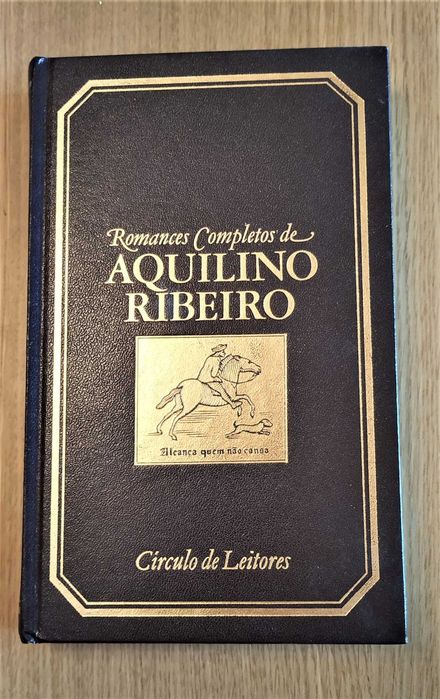 Romances Completos de
AQUILINO
RIBEIRO
Alcança quem não cansa
Círculo de Leitores